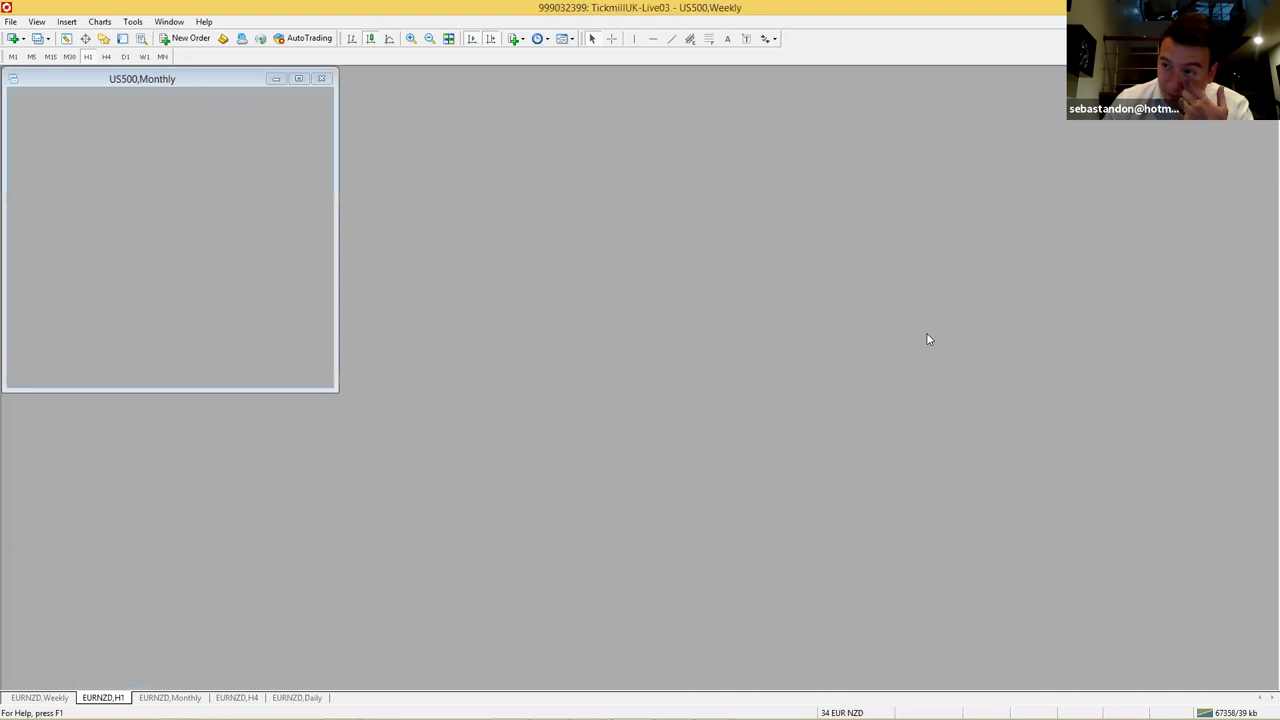 999032399: TickmillUK-Live03 - US500,Weekly
File View Insert Charts Tools Window Help
New Order AutoTrading A T
M1 M5 M15 M30 H1 H4 D1 W1 MN
sebastandon@hotm...
US500,Monthly
EURNZD,Weekly EURNZD,H1 EURNZD,Monthly EURNZD,H4 EURNZD,Daily
For Help, press F1 34 EUR NZD 67358/39 kb